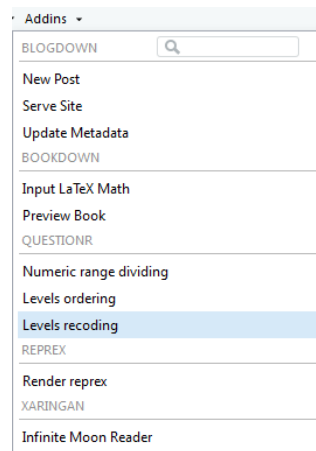 Addins
BLOGDOWN
New Post
Serve Site
Update Metadata
BOOKDOWN
Input LaTeX Math
Preview Book
QUESTIONR
Numeric range dividing
Levels ordering
Levels recoding
REPREX
Render reprex
XARINGAN
Infinite Moon Reader